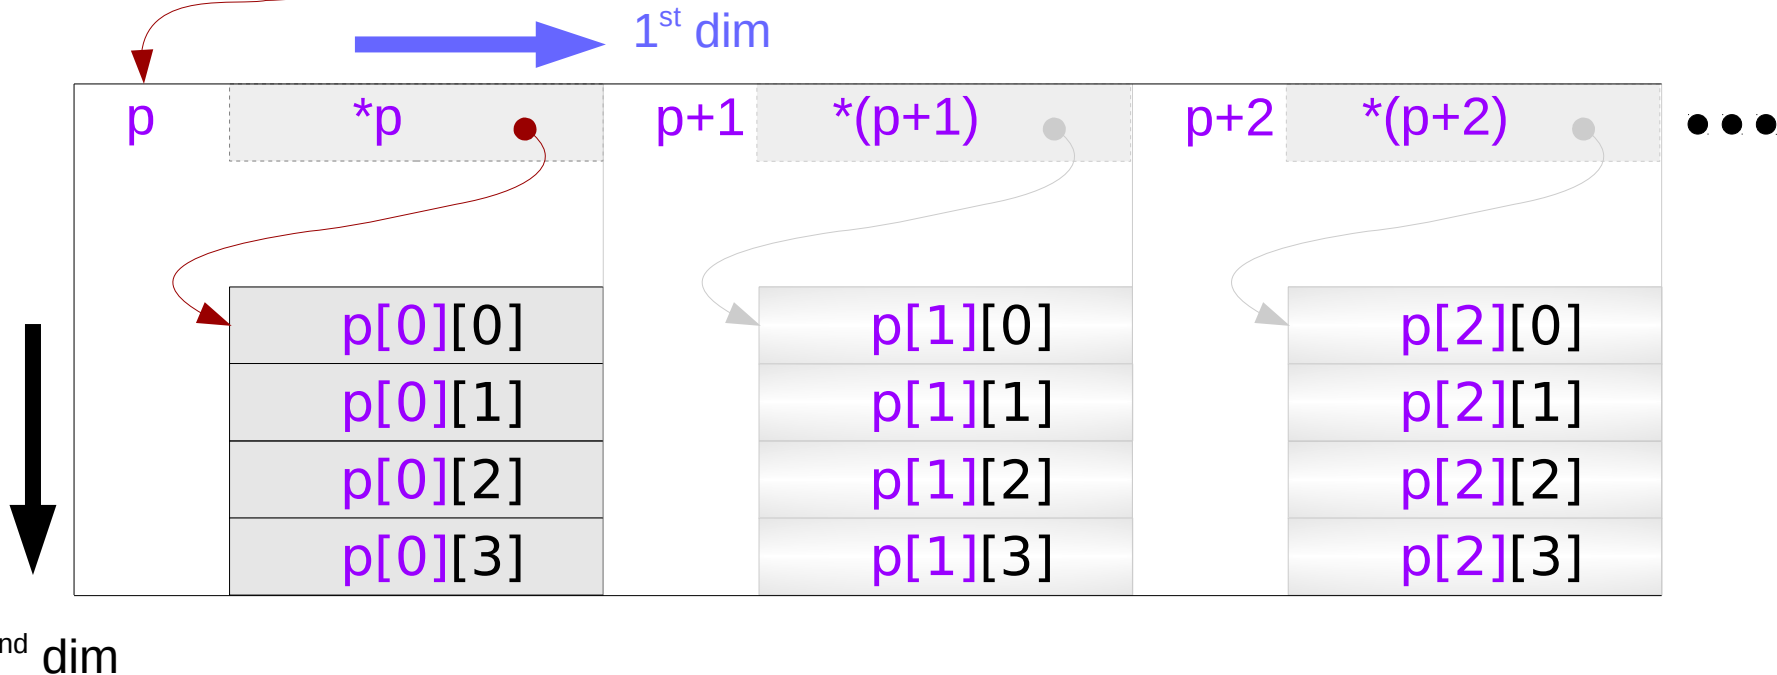 1st dim
p *p p+1 *(p+1) p+2 *(p+2) •••
p[0][0] p[1][0] p[2][0]
p[0][1] p[1][1] p[2][1]
p[0][2] p[1][2] p[2][2]
p[0][3] p[1][3] p[2][3]
nd dim